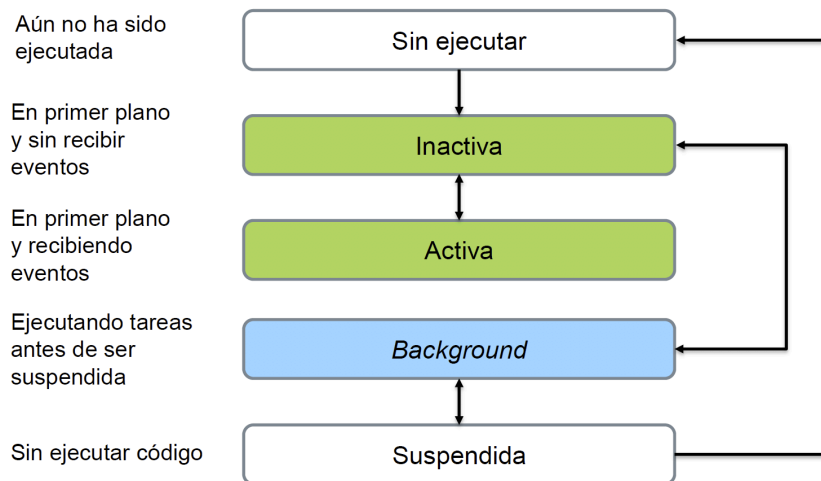 Aún no ha sido
ejecutada
Sin ejecutar
En primer plano
y sin recibir
eventos
Inactiva
En primer plano
y recibiendo
eventos
Activa
Ejecutando tareas
antes de ser
suspendida
Background
Sin ejecutar código
Suspendida